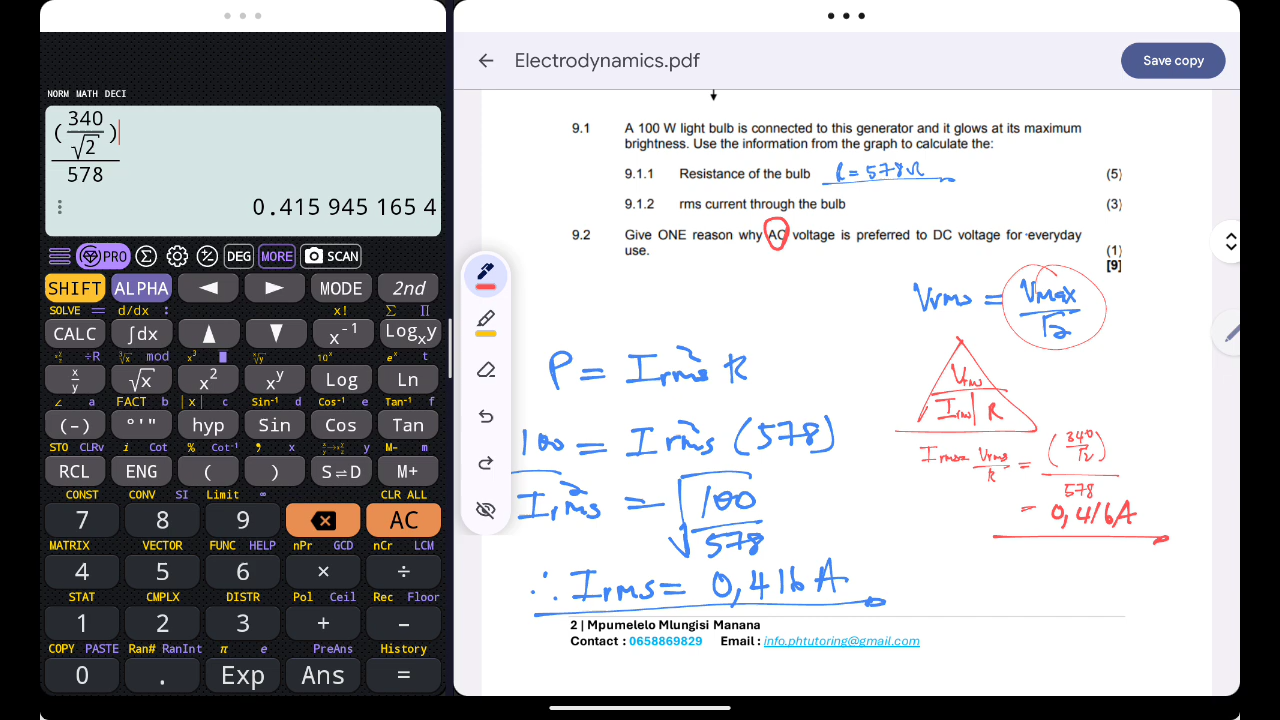 NORM MATH DECI
(340/√2)
578
0.415 945 165 4
PRO DEG MORE SCAN
SHIFT ALPHA MODE 2nd
SOLVE = d/dx : x! Σ Π
CALC ∫dx x⁻¹ Logxy
÷R mod x³ 10ˣ eˣ t
x/y √x x² xʸ Log Ln
∠ a FACT b |x| c Sin⁻¹ d Cos⁻¹ e Tan⁻¹ f
(−) °'" hyp Sin Cos Tan
STO CLRv i Cot % Cot⁻¹ , x y M- m
RCL ENG ( ) S⇌D M+
CONST CONV SI Limit ∞ CLR ALL
7 8 9 AC
MATRIX VECTOR FUNC HELP nPr GCD nCr LCM
4 5 6 × ÷
STAT CMPLX DISTR Pol Ceil Rec Floor
1 2 3 + −
COPY PASTE Ran# RanInt π e PreAns History
0 . Exp Ans =
Electrodynamics.pdf
Save copy
9.1 A 100 W light bulb is connected to this generator and it glows at its maximum
brightness. Use the information from the graph to calculate the:
9.1.1 Resistance of the bulb R = 578Ω (5)
9.1.2 rms current through the bulb (3)
9.2 Give ONE reason why AC voltage is preferred to DC voltage for everyday
use. (1)
[9]
Vrms = Vmax/√2
P = Irms² R
100 = Irms² (578)
Irms² = √100/578
∴ Irms = 0,416A
Vrms
Irms | R
Irms = Vrms/R = (340/√2)/578
= 0,416A
2 | Mpumelelo Mlungisi Manana
Contact : 0658869829 Email : info.phtutoring@gmail.com